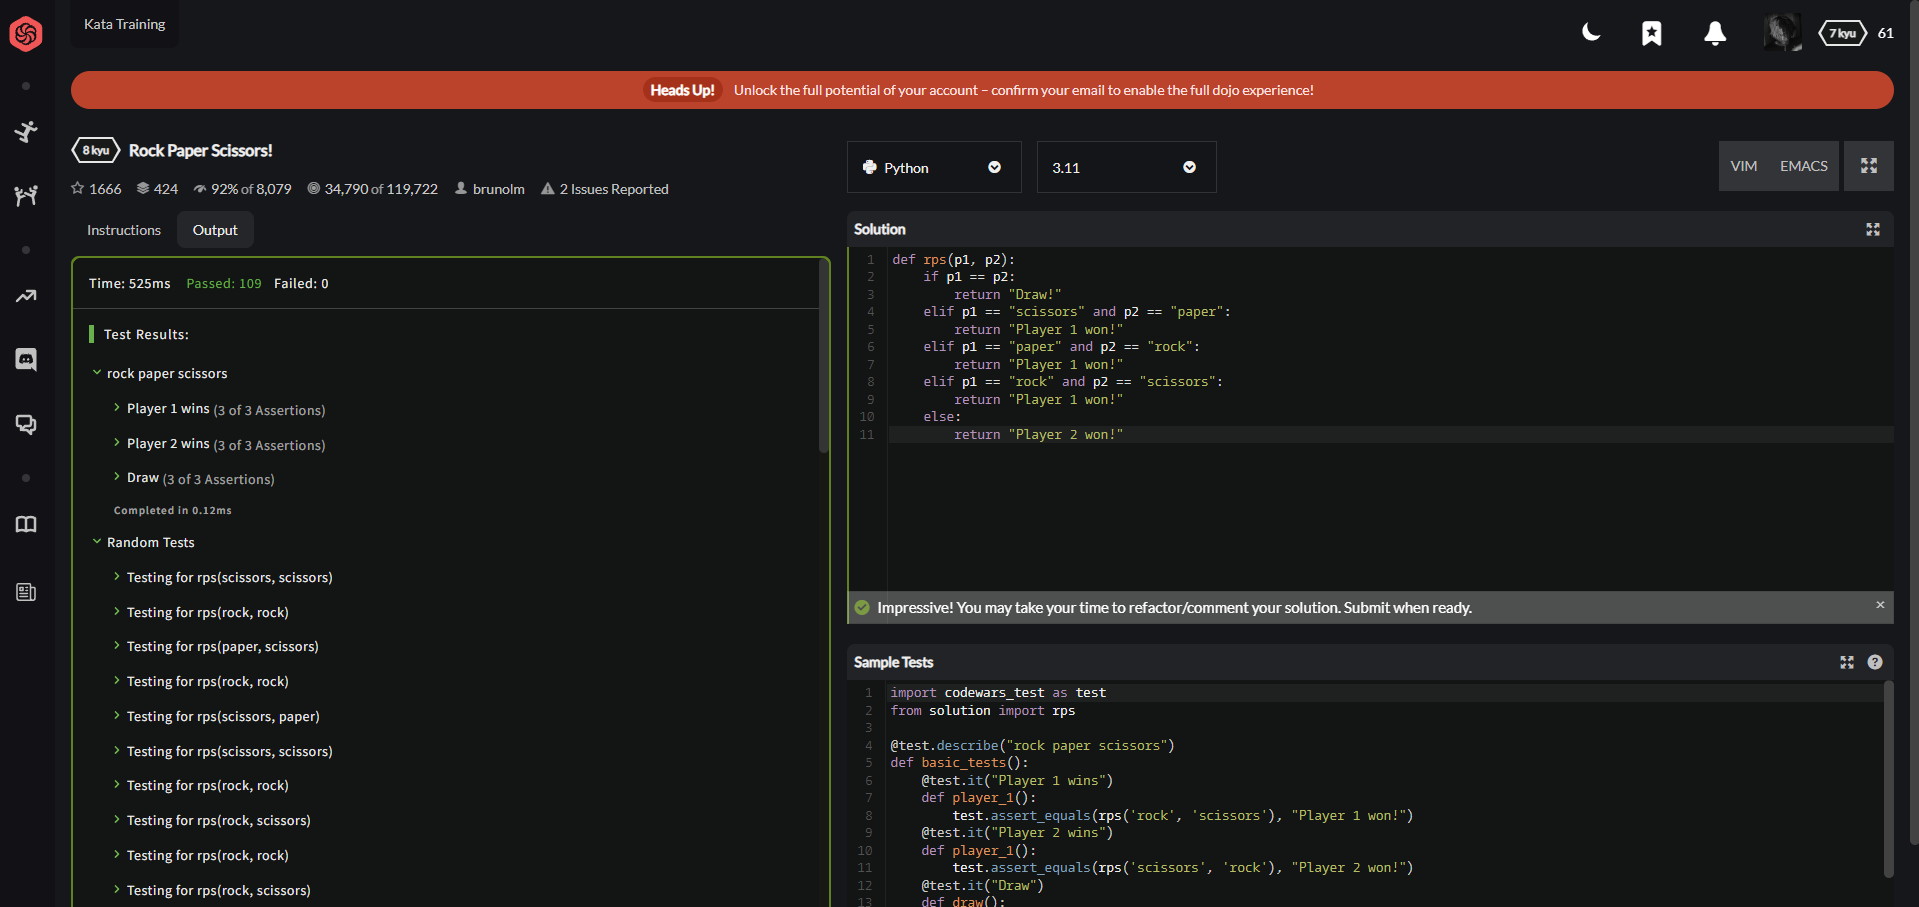 Kata Training
7 kyu
61
Heads Up! Unlock the full potential of your account – confirm your email to enable the full dojo experience!
8 kyu Rock Paper Scissors!
1666 424 92% of 8,079 34,790 of 119,722 brunolm 2 Issues Reported
Instructions Output
Time: 525ms Passed: 109 Failed: 0
Test Results:
rock paper scissors
Player 1 wins (3 of 3 Assertions)
Player 2 wins (3 of 3 Assertions)
Draw (3 of 3 Assertions)
Completed in 0.12ms
Random Tests
Testing for rps(scissors, scissors)
Testing for rps(rock, rock)
Testing for rps(paper, scissors)
Testing for rps(rock, rock)
Testing for rps(scissors, paper)
Testing for rps(scissors, scissors)
Testing for rps(rock, rock)
Testing for rps(rock, scissors)
Testing for rps(rock, rock)
Testing for rps(rock, scissors)
Python
3.11
VIM EMACS
Solution
1 def rps(p1, p2):
2 if p1 == p2:
3 return "Draw!"
4 elif p1 == "scissors" and p2 == "paper":
5 return "Player 1 won!"
6 elif p1 == "paper" and p2 == "rock":
7 return "Player 1 won!"
8 elif p1 == "rock" and p2 == "scissors":
9 return "Player 1 won!"
10 else:
11 return "Player 2 won!"
Impressive! You may take your time to refactor/comment your solution. Submit when ready.
Sample Tests
1 import codewars_test as test
2 from solution import rps
3
4 @test.describe("rock paper scissors")
5 def basic_tests():
6 @test.it("Player 1 wins")
7 def player_1():
8 test.assert_equals(rps('rock', 'scissors'), "Player 1 won!")
9 @test.it("Player 2 wins")
10 def player_1():
11 test.assert_equals(rps('scissors', 'rock'), "Player 2 won!")
12 @test.it("Draw")
13 def draw():